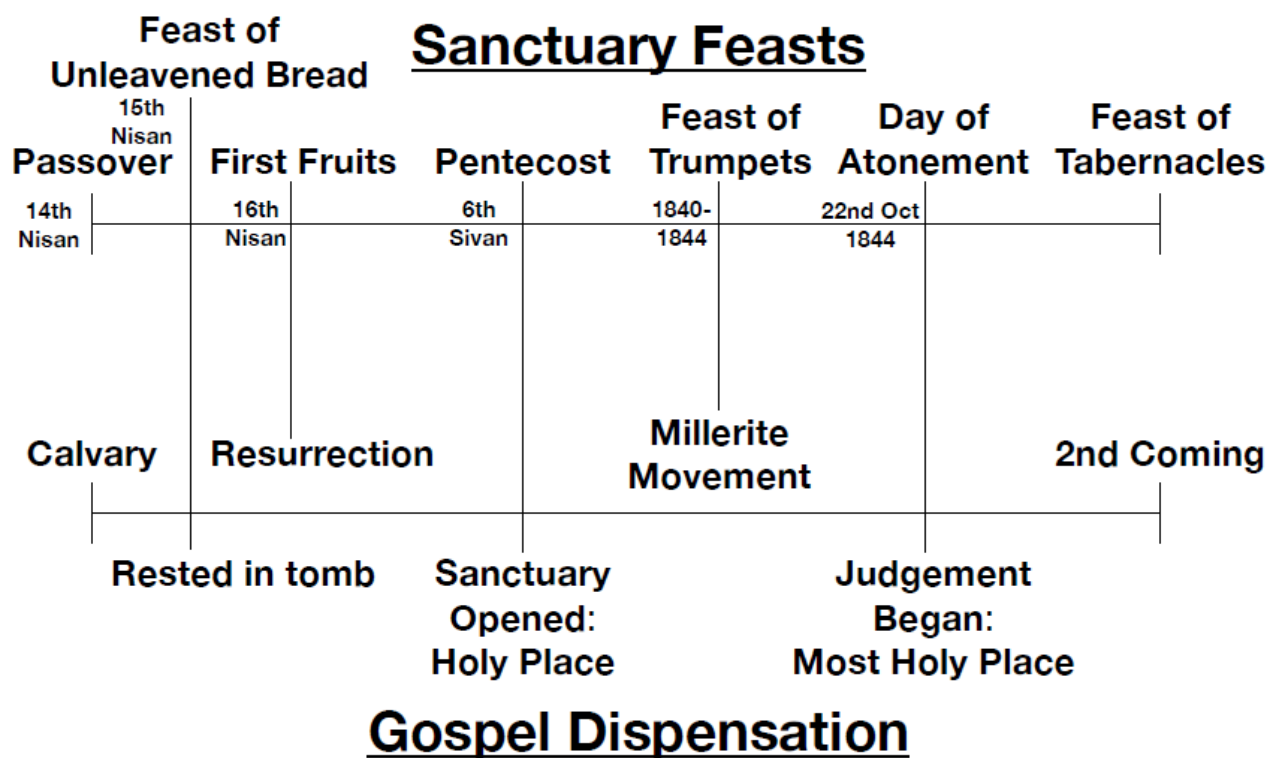 Sanctuary Feasts
Feast of
Unleavened Bread
15th
Nisan
Passover
14th
Nisan
First Fruits
16th
Nisan
Pentecost
6th
Sivan
Feast of
Trumpets
1840-
1844
Day of
Atonement
22nd Oct
1844
Feast of
Tabernacles
Calvary
Rested in tomb
Resurrection
Sanctuary
Opened:
Holy Place
Millerite
Movement
Judgement
Began:
Most Holy Place
2nd Coming
Gospel Dispensation